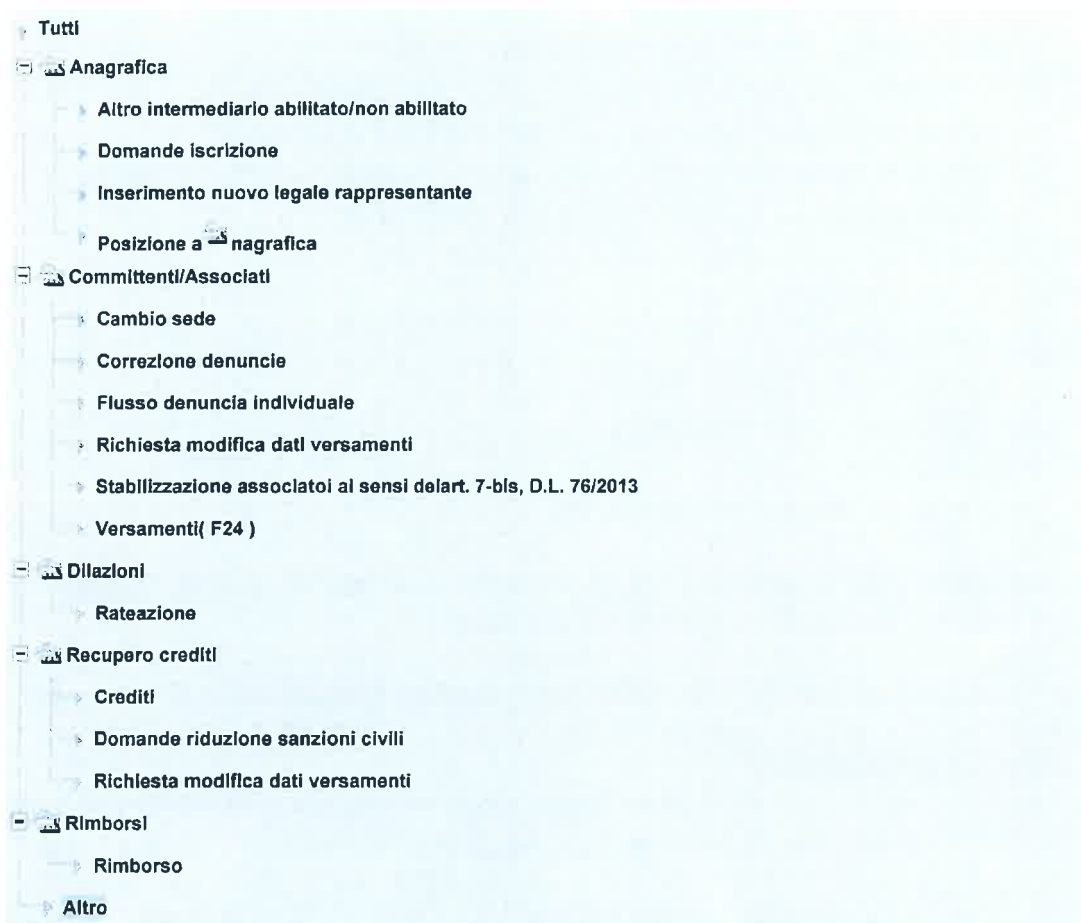 Tutti
Anagrafica
Altro intermediario abilitato/non abilitato
Domande iscrizione
Inserimento nuovo legale rappresentante
Posizione a nagrafica
Committenti/Associati
Cambio sede
Correzione denuncie
Flusso denuncia individuale
Richiesta modifica dati versamenti
Stabilizzazione associatoi ai sensi delart. 7-bis, D.L. 76/2013
Versamenti( F24 )
Dilazioni
Rateazione
Recupero crediti
Crediti
Domande riduzione sanzioni civili
Richiesta modifica dati versamenti
Rimborsi
Rimborso
Altro